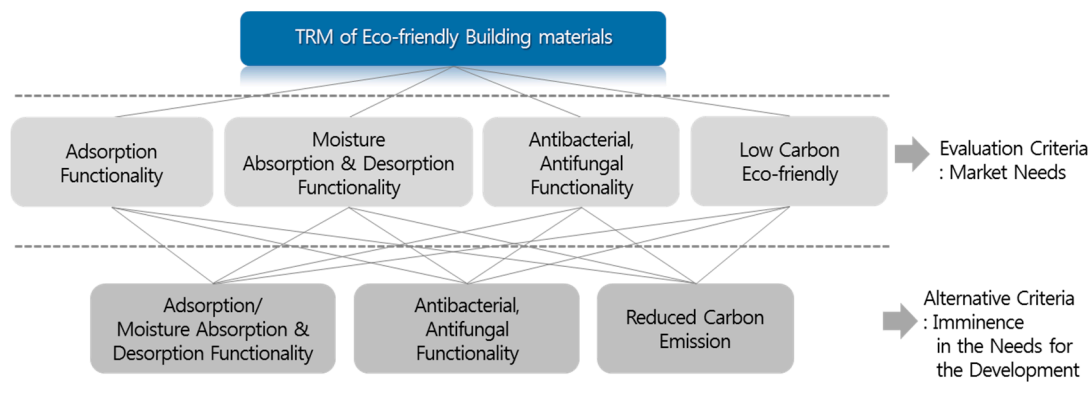 TRM of Eco-friendly Building materials
Adsorption
Functionality
Moisture
Absorption & Desorption
Functionality
Antibacterial,
Antifungal
Functionality
Low Carbon
Eco-friendly
Evaluation Criteria
: Market Needs
Adsorption/
Moisture Absorption &
Desorption Functionality
Antibacterial,
Antifungal
Functionality
Reduced Carbon
Emission
Alternative Criteria
: Imminence
in the Needs for
the Development